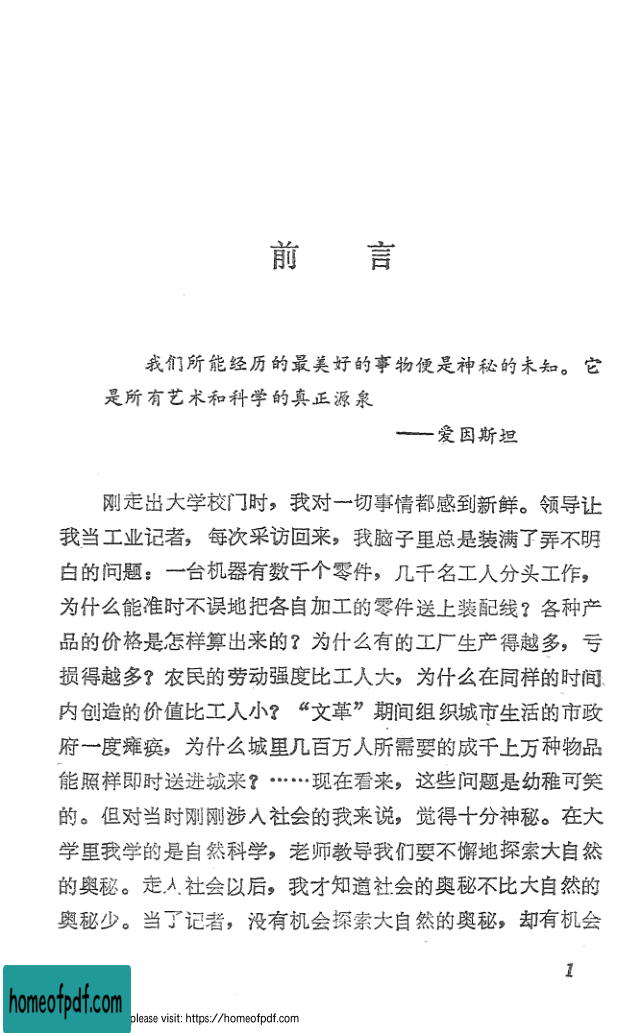 前言
我们所能经历的最美好的事物便是神秘的未知。它
是所有艺术和科学的真正源泉
——爱因斯坦
刚走出大学校门时，我对一切事情都感到新鲜。领导让
我当工业记者，每次采访回来，我脑子里总是装满了弄不明
白的问题：一台机器有数千个零件，几千名工人分头工作，
为什么能准时不误地把各自加工的零件送上装配线？各种产
品的价格是怎样算出来的？为什么有的工厂生产得越多，亏
损得越多？农民的劳动强度比工人大，为什么在同样的时间
内创造的价值比工人小？“文革”期间组织城市生活的市政
府一度瘫痪，为什么城里几百万人所需要的成千上万种物品
能照样即时送进城来？……现在看来，这些问题是幼稚可笑
的。但对当时刚刚涉入社会的我来说，觉得十分神秘。在大
学里我学的是自然科学，老师教导我们要不懈地探索大自然
的奥秘。走入社会以后，我才知道社会的奥秘不比大自然的
奥秘少。当了记者，没有机会探索大自然的奥秘，却有机会
1
homeofpdf.com
please visit: https://homeofpdf.com